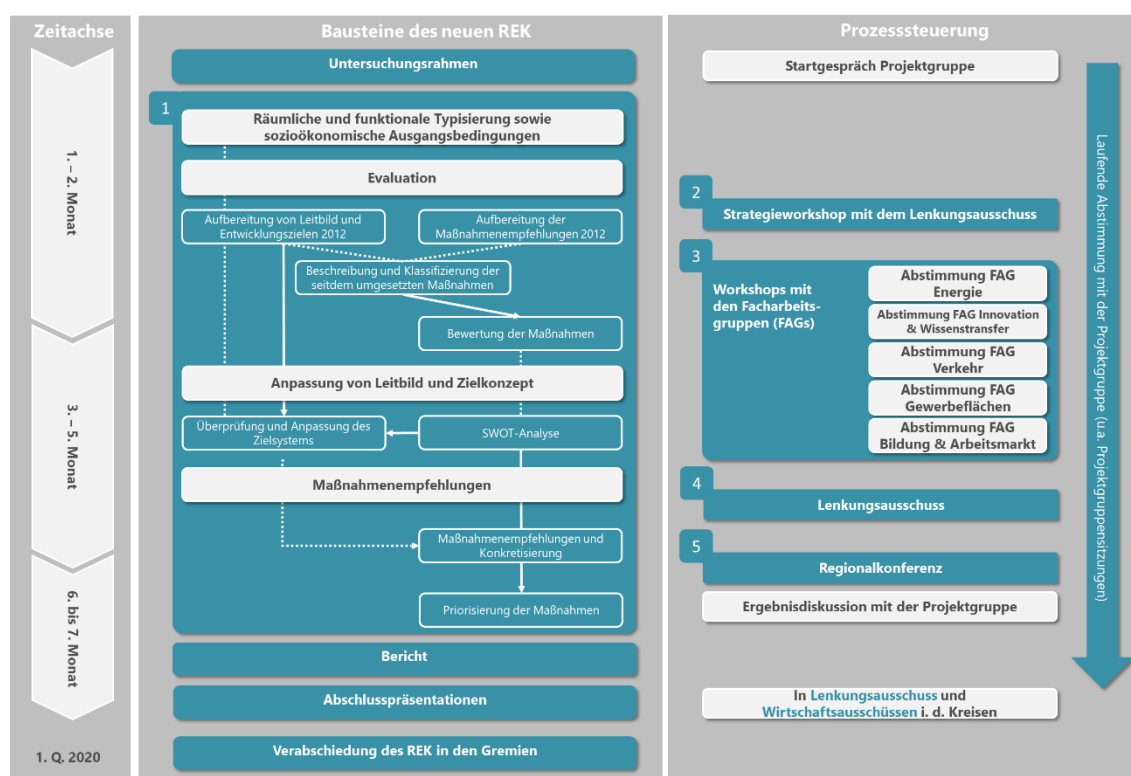 Zeitachse
1. – 2. Monat
3. – 5. Monat
6. bis 7. Monat
1. Q. 2020
Bausteine des neuen REK
Untersuchungsrahmen
1
Räumliche und funktionale Typisierung sowie
sozioökonomische Ausgangsbedingungen
Evaluation
Aufbereitung von Leitbild und
Entwicklungszielen 2012
Aufbereitung der
Maßnahmenempfehlungen 2012
Beschreibung und Klassifizierung der
seitdem umgesetzten Maßnahmen
Bewertung der Maßnahmen
Anpassung von Leitbild und Zielkonzept
Überprüfung und Anpassung des
Zielsystems
SWOT-Analyse
Maßnahmenempfehlungen
Maßnahmenempfehlungen und
Konkretisierung
Priorisierung der Maßnahmen
Bericht
Abschlusspräsentationen
Verabschiedung des REK in den Gremien
Prozesssteuerung
Startgespräch Projektgruppe
2
Strategieworkshop mit dem Lenkungsausschuss
3
Workshops mit
den Facharbeits-
gruppen (FAGs)
Abstimmung FAG
Energie
Abstimmung FAG Innovation
& Wissenstransfer
Abstimmung FAG
Verkehr
Abstimmung FAG
Gewerbeflächen
Abstimmung FAG
Bildung & Arbeitsmarkt
4
Lenkungsausschuss
5
Regionalkonferenz
Ergebnisdiskussion mit der Projektgruppe
In Lenkungsausschuss und
Wirtschaftsausschüssen i. d. Kreisen
Laufende Abstimmung mit der Projektgruppe (u.a. Projektgruppensitzungen)